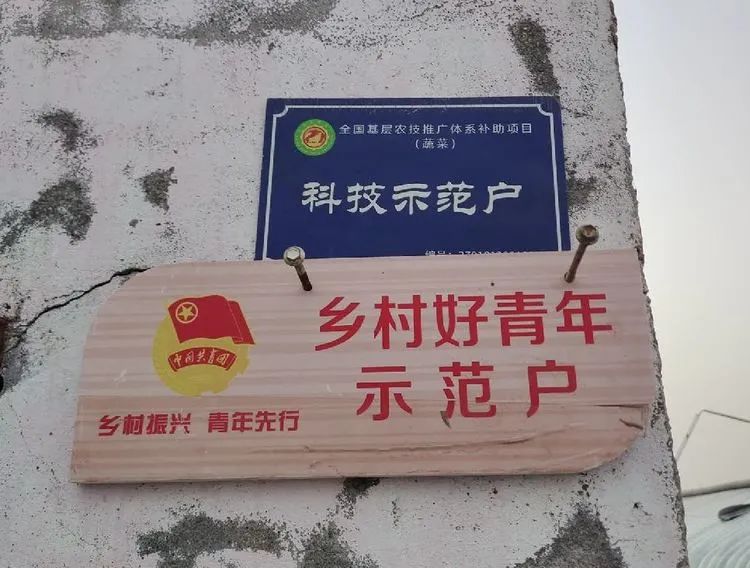 全国基层农技推广体系补助项目
（蔬菜）
科技示范户
乡村好青年
示范户
中国共青团
乡村振兴 青年先行